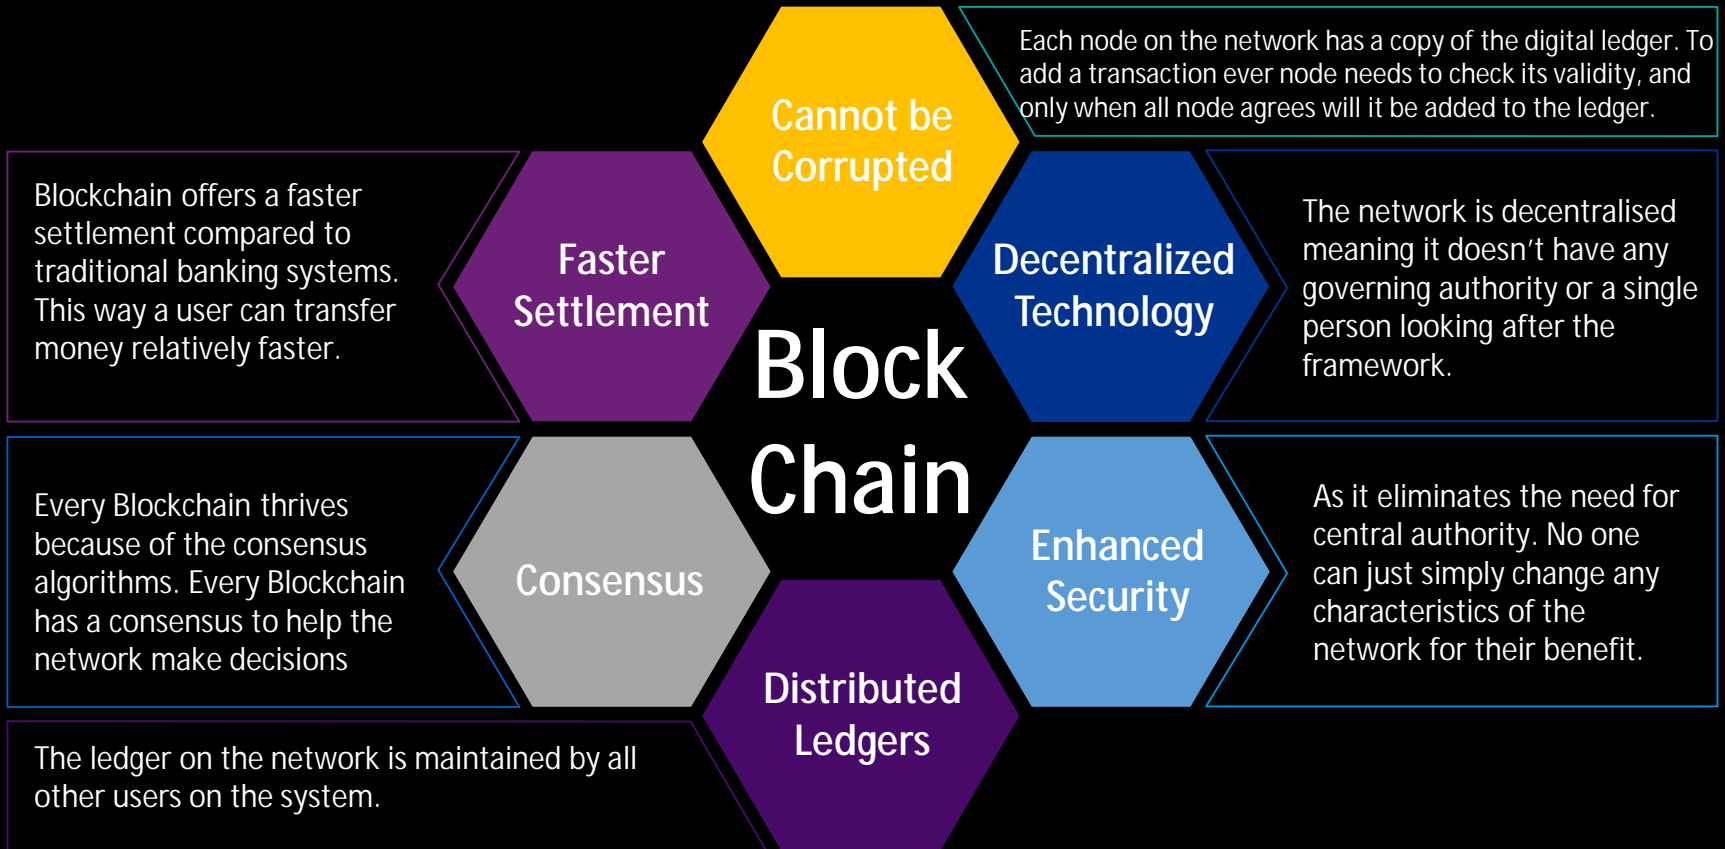 Cannot be
Corrupted
Each node on the network has a copy of the digital ledger. To
add a transaction ever node needs to check its validity, and
only when all node agrees will it be added to the ledger.
Faster
Settlement
Blockchain offers a faster
settlement compared to
traditional banking systems.
This way a user can transfer
money relatively faster.
Decentralized
Technology
The network is decentralised
meaning it doesn’t have any
governing authority or a single
person looking after the
framework.
Block
Chain
Consensus
Every Blockchain thrives
because of the consensus
algorithms. Every Blockchain
has a consensus to help the
network make decisions
Enhanced
Security
As it eliminates the need for
central authority. No one
can just simply change any
characteristics of the
network for their benefit.
Distributed
Ledgers
The ledger on the network is maintained by all
other users on the system.